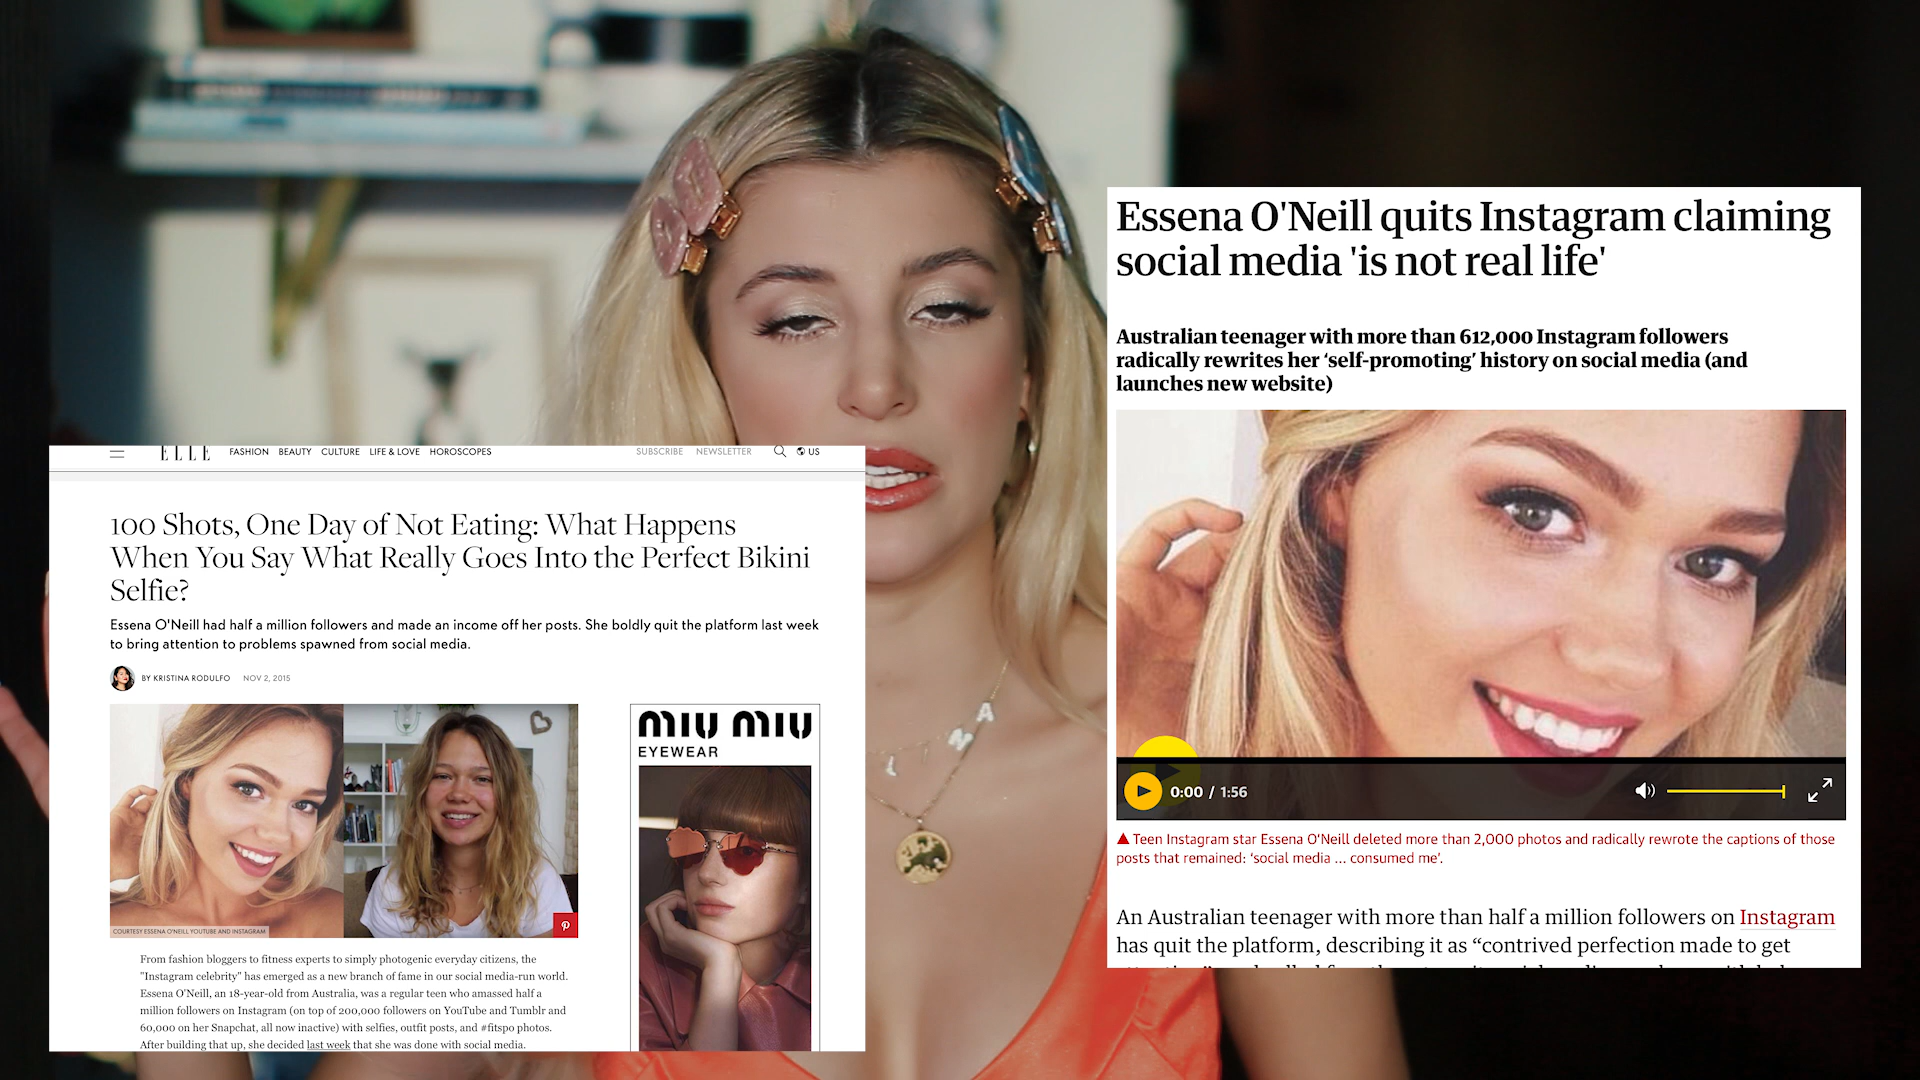 ELLE
FASHION BEAUTY CULTURE LIFE & LOVE HOROSCOPES
SUBSCRIBE NEWSLETTER US
100 Shots, One Day of Not Eating: What Happens
When You Say What Really Goes Into the Perfect Bikini
Selfie?
Essena O'Neill had half a million followers and made an income off her posts. She boldly quit the platform last week
to bring attention to problems spawned from social media.
BY KRISTINA RODULFO NOV 2, 2015
COURTESY ESSENA O'NEILL YOUTUBE AND INSTAGRAM
From fashion bloggers to fitness experts to simply photogenic everyday citizens, the
"Instagram celebrity" has emerged as a new branch of fame in our social media-run world.
Essena O'Neill, an 18-year-old from Australia, was a regular teen who amassed half a
million followers on Instagram (on top of 200,000 followers on YouTube and Tumblr and
60,000 on her Snapchat, all now inactive) with selfies, outfit posts, and #fitspo photos.
After building that up, she decided last week that she was done with social media.
MIU MIU
EYEWEAR
Essena O'Neill quits Instagram claiming
social media 'is not real life'
Australian teenager with more than 612,000 Instagram followers
radically rewrites her ‘self-promoting’ history on social media (and
launches new website)
0:00 / 1:56
Teen Instagram star Essena O'Neill deleted more than 2,000 photos and radically rewrote the captions of those
posts that remained: ‘social media ... consumed me’.
An Australian teenager with more than half a million followers on Instagram
has quit the platform, describing it as “contrived perfection made to get